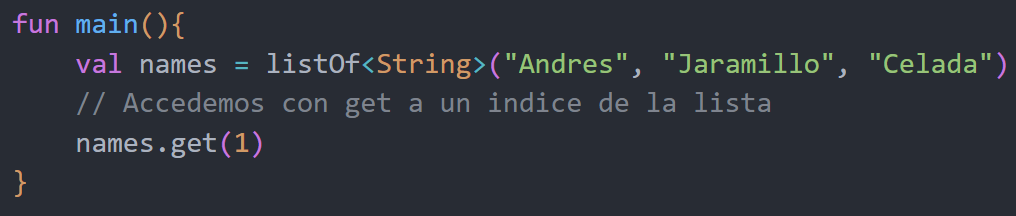 fun main(){
    val names = listOf<String>("Andres", "Jaramillo", "Celada")
    // Accedemos con get a un indice de la lista
    names.get(1)
}